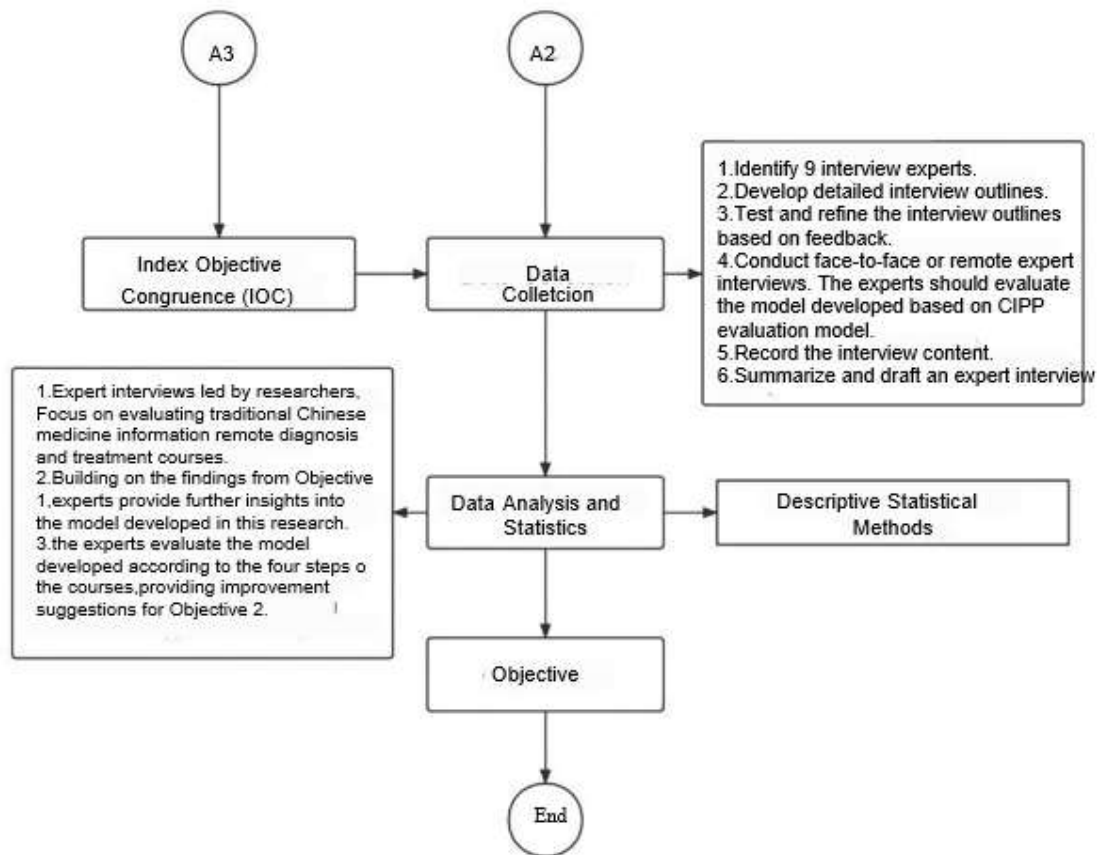 A3
A2
1.Identify 9 interview experts.
2.Develop detailed interview outlines.
3.Test and refine the interview outlines
based on feedback.
4.Conduct face-to-face or remote expert
interviews. The experts should evaluate
the model developed based on CIPP
evaluation model.
5.Record the interview content.
6.Summarize and draft an expert interview
Index Objective
Congruence (IOC)
Data
Colletcion
1.Expert interviews led by researchers,
Focus on evaluating traditional Chinese
medicine information remote diagnosis
and treatment courses.
2.Building on the findings from Objective
1,experts provide further insights into
the model developed in this research.
3.the experts evaluate the model
developed according to the four steps o
the courses,providing improvement
suggestions for Objective 2.
Data Analysis and
Statistics
Descriptive Statistical
Methods
Objective
End